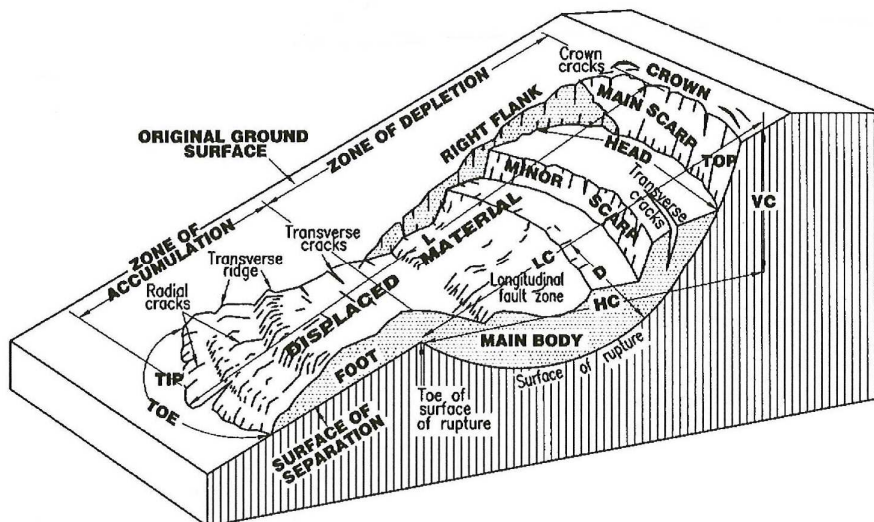 Crown
cracks
CROWN
MAIN SCARP
TOP
ZONE OF DEPLETION
ORIGINAL GROUND
SURFACE
RIGHT FLANK
HEAD
MINOR
SCARP
Transverse
cracks
VC
ZONE OF
ACCUMULATION
Transverse
cracks
Transverse
ridge
Radial
cracks
L
DISPLACED MATERIAL
LC
D
Longitudinal
fault zone
HC
MAIN BODY
Surface of rupture
FOOT
TIP
TOE
Toe of
surface
of rupture
SURFACE OF
SEPARATION